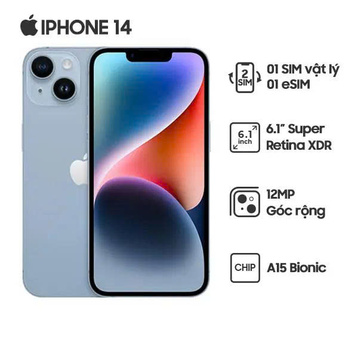 IPHONE 14
2
SIM
01 SIM vật lý
01 eSIM
6.1
inch
6.1" Super
Retina XDR
12MP
Góc rộng
CHIP
A15 Bionic